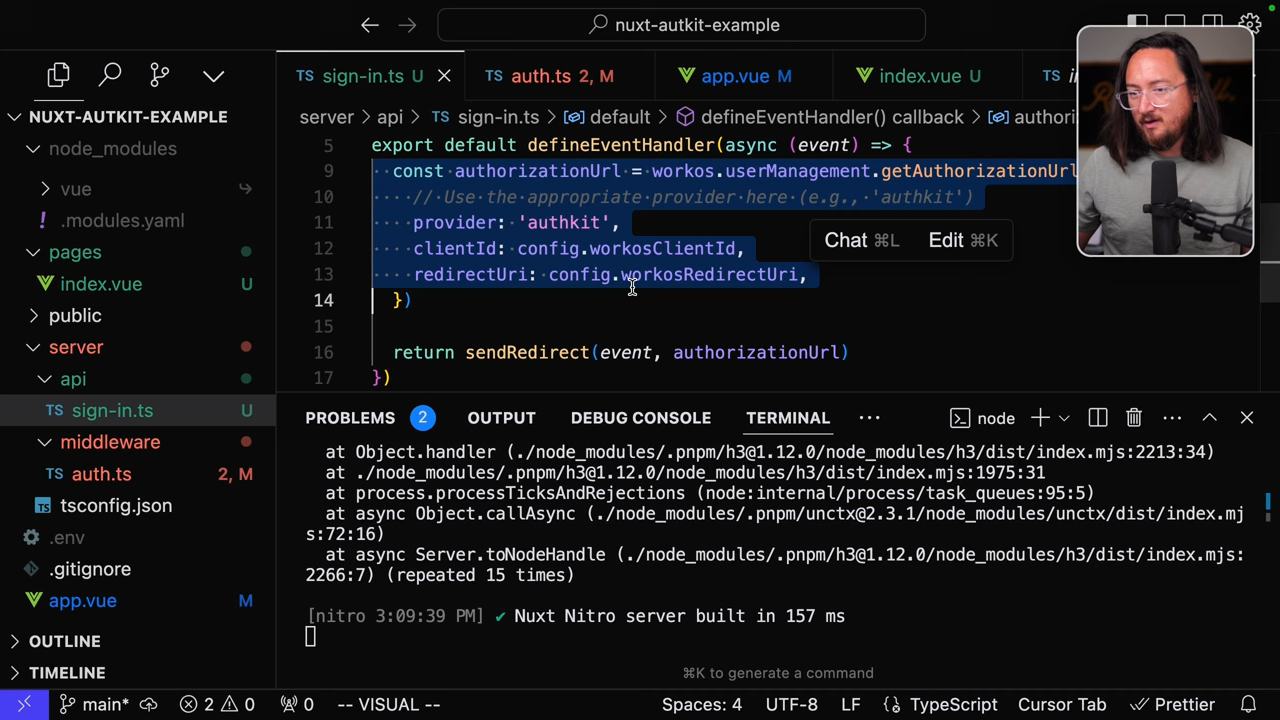 nuxt-autkit-example
TS sign-in.ts U
TS auth.ts 2, M
app.vue M
index.vue U
TS
NUXT-AUTKIT-EXAMPLE
node_modules
vue
! .modules.yaml
pages
index.vue U
public
server
api
TS sign-in.ts U
middleware
TS auth.ts 2, M
TS tsconfig.json
.env
.gitignore
app.vue M
OUTLINE
TIMELINE
server > api > TS sign-in.ts > default > defineEventHandler() callback > authori
5 export default defineEventHandler(async (event) => {
9 const authorizationUrl = workos.userManagement.getAuthorizationUrl
10 // Use the appropriate provider here (e.g., 'authkit')
11 provider: 'authkit',
12 clientId: config.workosClientId,
13 redirectUri: config.workosRedirectUri,
14 })
15
16 return sendRedirect(event, authorizationUrl)
17 })
Chat ⌘L Edit ⌘K
PROBLEMS 2 OUTPUT DEBUG CONSOLE TERMINAL ··· node
at Object.handler (./node_modules/.pnpm/h3@1.12.0/node_modules/h3/dist/index.mjs:2213:34)
at ./node_modules/.pnpm/h3@1.12.0/node_modules/h3/dist/index.mjs:1975:31
at process.processTicksAndRejections (node:internal/process/task_queues:95:5)
at async Object.callAsync (./node_modules/.pnpm/unctx@2.3.1/node_modules/unctx/dist/index.mj
s:72:16)
at async Server.toNodeHandle (./node_modules/.pnpm/h3@1.12.0/node_modules/h3/dist/index.mjs:
2266:7) (repeated 15 times)
[nitro 3:09:39 PM] ✔ Nuxt Nitro server built in 157 ms
⌘K to generate a command
main* 2 0 0 -- VISUAL -- Spaces: 4 UTF-8 LF {} TypeScript Cursor Tab Prettier